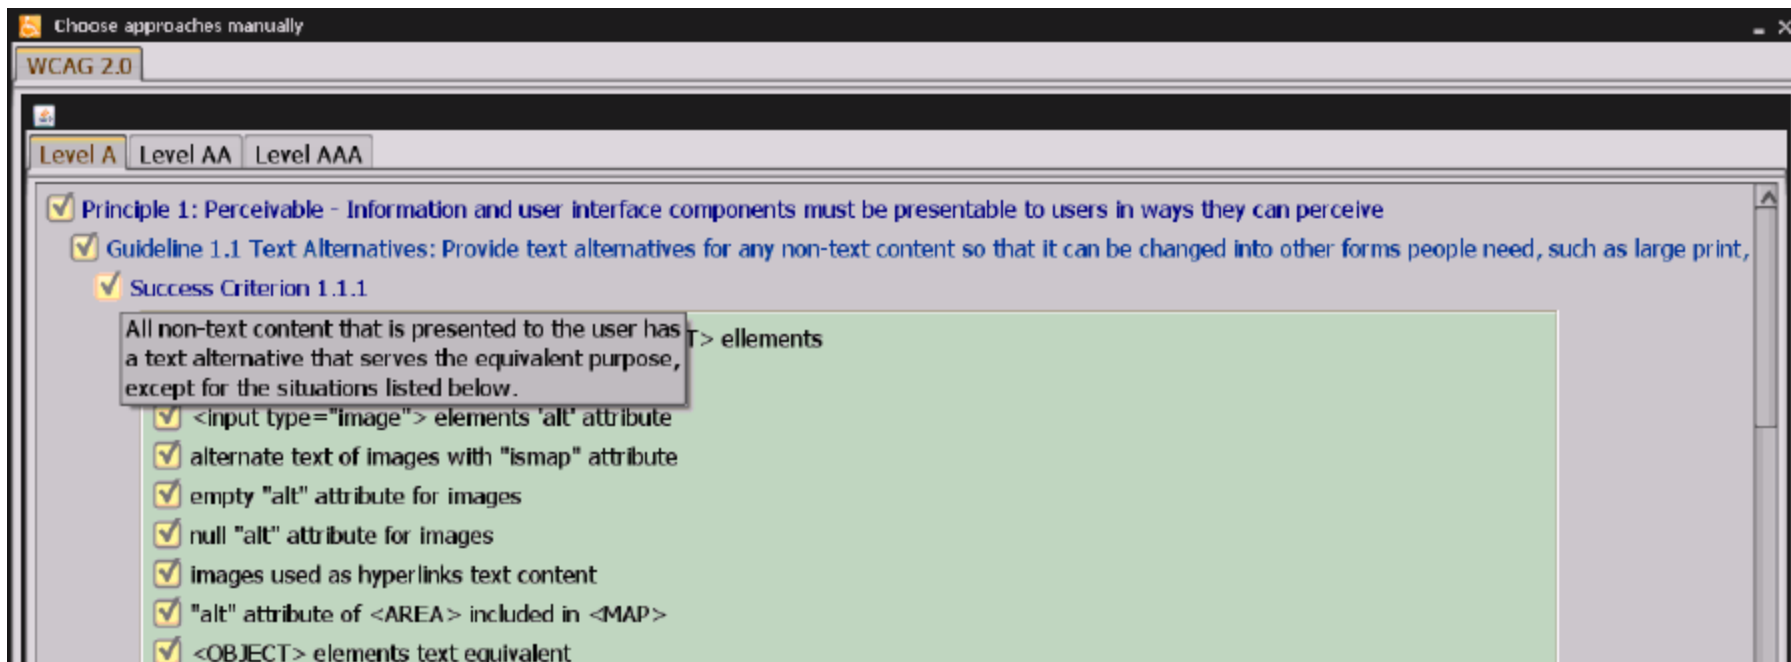 Choose approaches manually
WCAG 2.0
Level A Level AA Level AAA
Principle 1: Perceivable - Information and user interface components must be presentable to users in ways they can perceive
Guideline 1.1 Text Alternatives: Provide text alternatives for any non-text content so that it can be changed into other forms people need, such as large print,
Success Criterion 1.1.1
All non-text content that is presented to the user has
a text alternative that serves the equivalent purpose,
except for the situations listed below.
T> ellements
<input type="image"> elements 'alt' attribute
alternate text of images with "ismap" attribute
empty "alt" attribute for images
null "alt" attribute for images
images used as hyperlinks text content
"alt" attribute of <AREA> included in <MAP>
<OBJECT> elements text equivalent